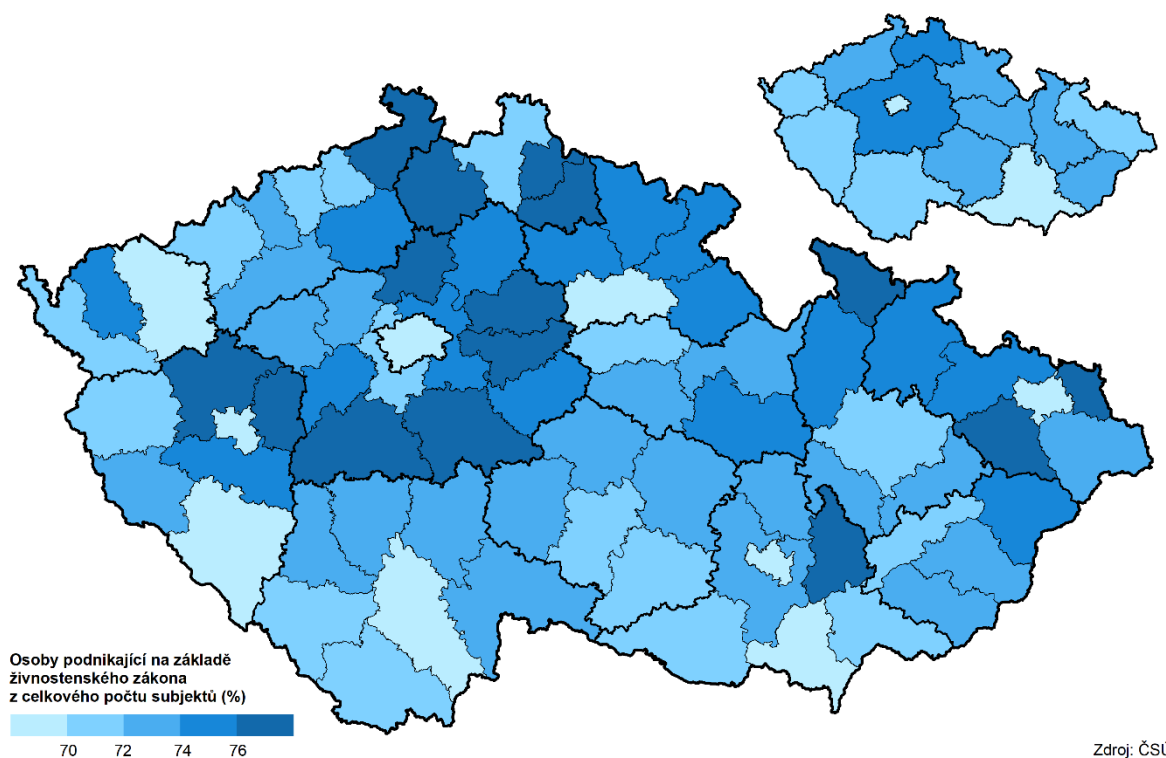 Osoby podnikající na základě
živnostenského zákona
z celkového počtu subjektů (%)
70 72 74 76
Zdroj: ČSÚ